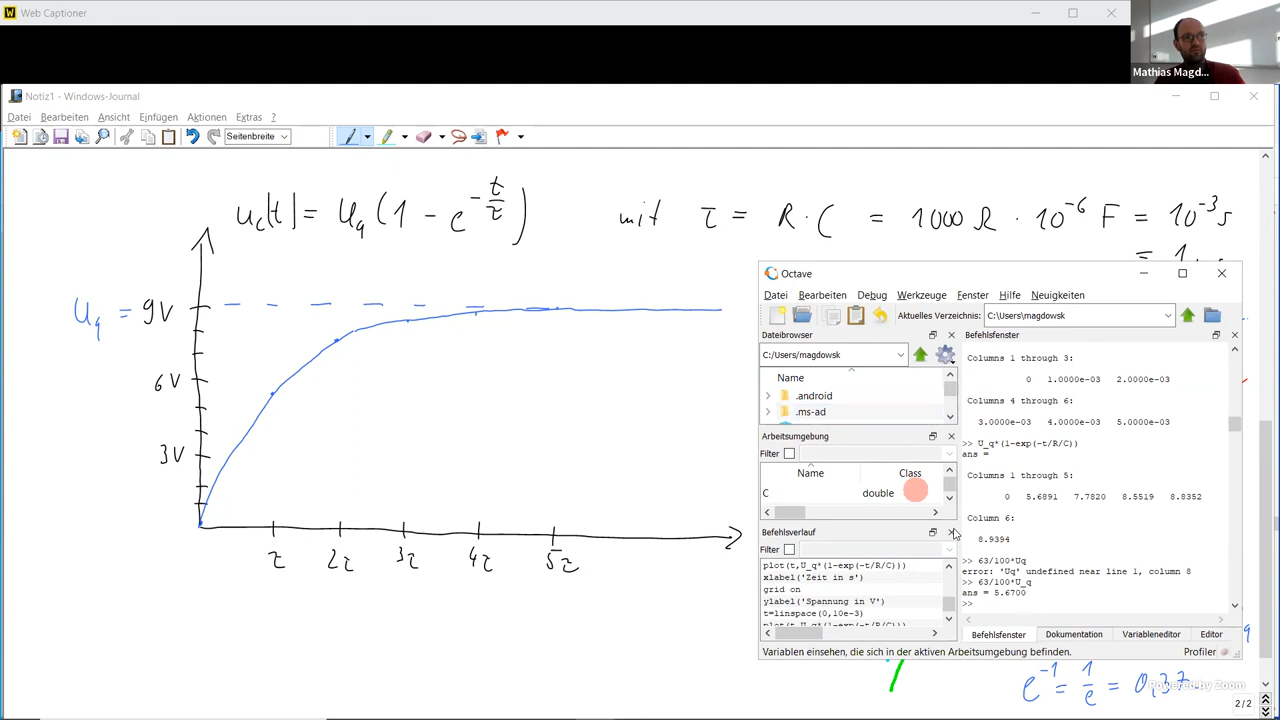 Web Captioner
Mathias Magd...
Notiz1 - Windows-Journal
Datei Bearbeiten Ansicht Einfügen Aktionen Extras ?
Seitenbreite
u_C(t) = U_q (1 - e^{-t/τ}) mit τ = R · C = 1000 Ω · 10^{-6} F = 10^{-3} s
= 1
U_q = 9V
6V
3V
τ 2τ 3τ 4τ 5τ
Octave
Datei Bearbeiten Debug Werkzeuge Fenster Hilfe Neuigkeiten
Aktuelles Verzeichnis: C:\Users\magdowsk
Dateibrowser
C:/Users/magdowsk
Name
.android
.ms-ad
Arbeitsumgebung
Filter
Name Class
C double
Befehlsverlauf
Filter
plot(t,U_q*(1-exp(-t/R/C)))
xlabel('Zeit in s')
grid on
ylabel('Spannung in V')
t=linspace(0,10e-3)
plot(t,U_q*(1-exp(-t/R/C)))
Befehlsfenster
Columns 1 through 3:
0 1.0000e-03 2.0000e-03
Columns 4 through 6:
3.0000e-03 4.0000e-03 5.0000e-03
>> U_q*(1-exp(-t/R/C))
ans =
Columns 1 through 5:
0 5.6891 7.7820 8.5519 8.8352
Column 6:
8.9394
>> 63/100*Uq
error: 'Uq' undefined near line 1, column 8
>> 63/100*U_q
ans = 5.6700
>>
Befehlsfenster Dokumentation Variableneditor Editor
Variablen einsehen, die sich in der aktiven Arbeitsumgebung befinden. Profiler
e^{-1} = 1/e = 0,37
Powered by Zoom
2/2